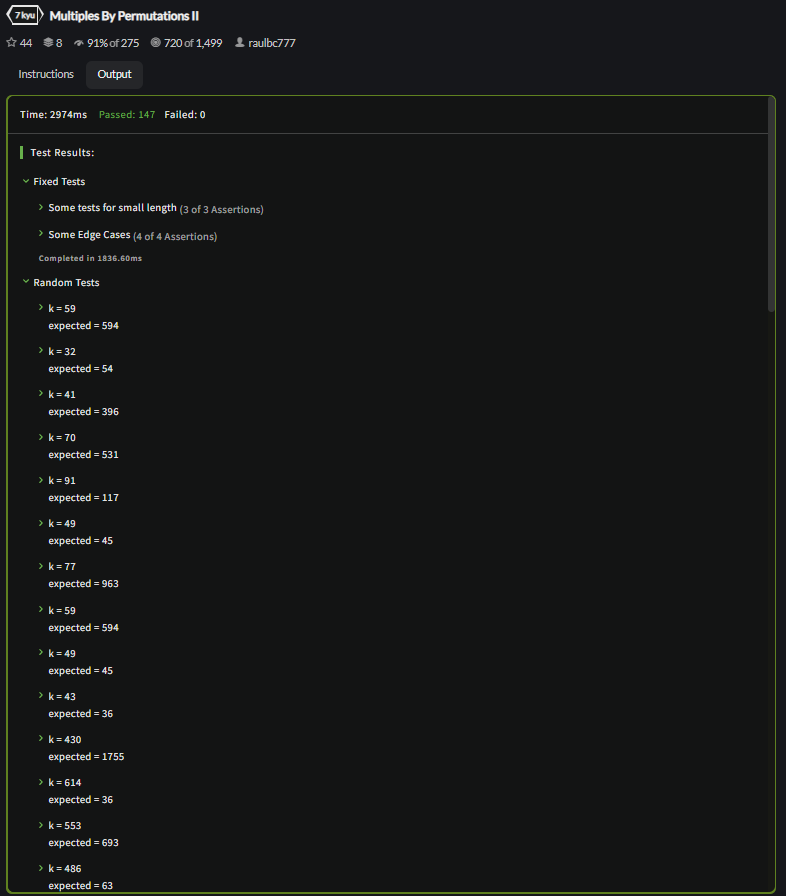 7 kyu Multiples By Permutations II
44 8 91% of 275 720 of 1,499 raulbc777
Instructions Output
Time: 2974ms Passed: 147 Failed: 0
Test Results:
Fixed Tests
Some tests for small length (3 of 3 Assertions)
Some Edge Cases (4 of 4 Assertions)
Completed in 1836.60ms
Random Tests
k = 59
expected = 594
k = 32
expected = 54
k = 41
expected = 396
k = 70
expected = 531
k = 91
expected = 117
k = 49
expected = 45
k = 77
expected = 963
k = 59
expected = 594
k = 49
expected = 45
k = 43
expected = 36
k = 430
expected = 1755
k = 614
expected = 36
k = 553
expected = 693
k = 486
expected = 63